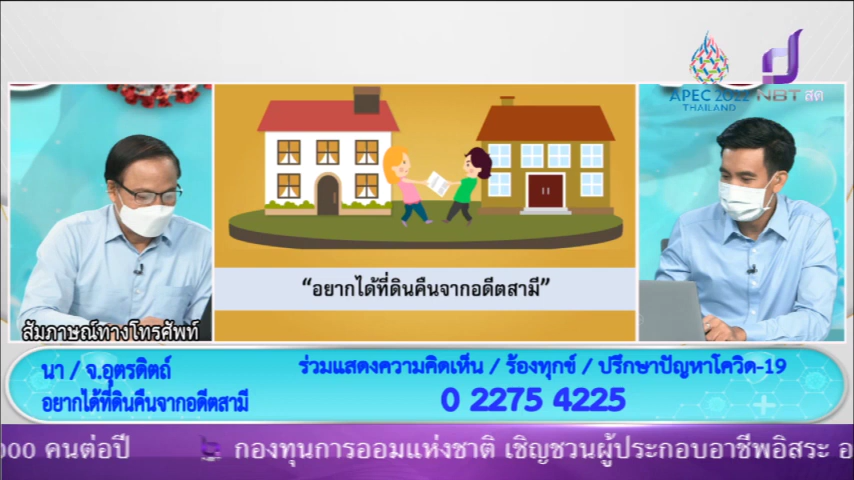 APEC 2022
THAILAND
NBT สด
“อยากได้ที่ดินคืนจากอดีตสามี”
สัมภาษณ์ทางโทรศัพท์
นา / จ.อุตรดิตถ์
อยากได้ที่ดินคืนจากอดีตสามี
ร่วมแสดงความคิดเห็น / ร้องทุกข์ / ปรึกษาปัญหาโควิด-19
0 2275 4225
000 คนต่อปี
กองทุนการออมแห่งชาติ เชิญชวนผู้ประกอบอาชีพอิสระ อ